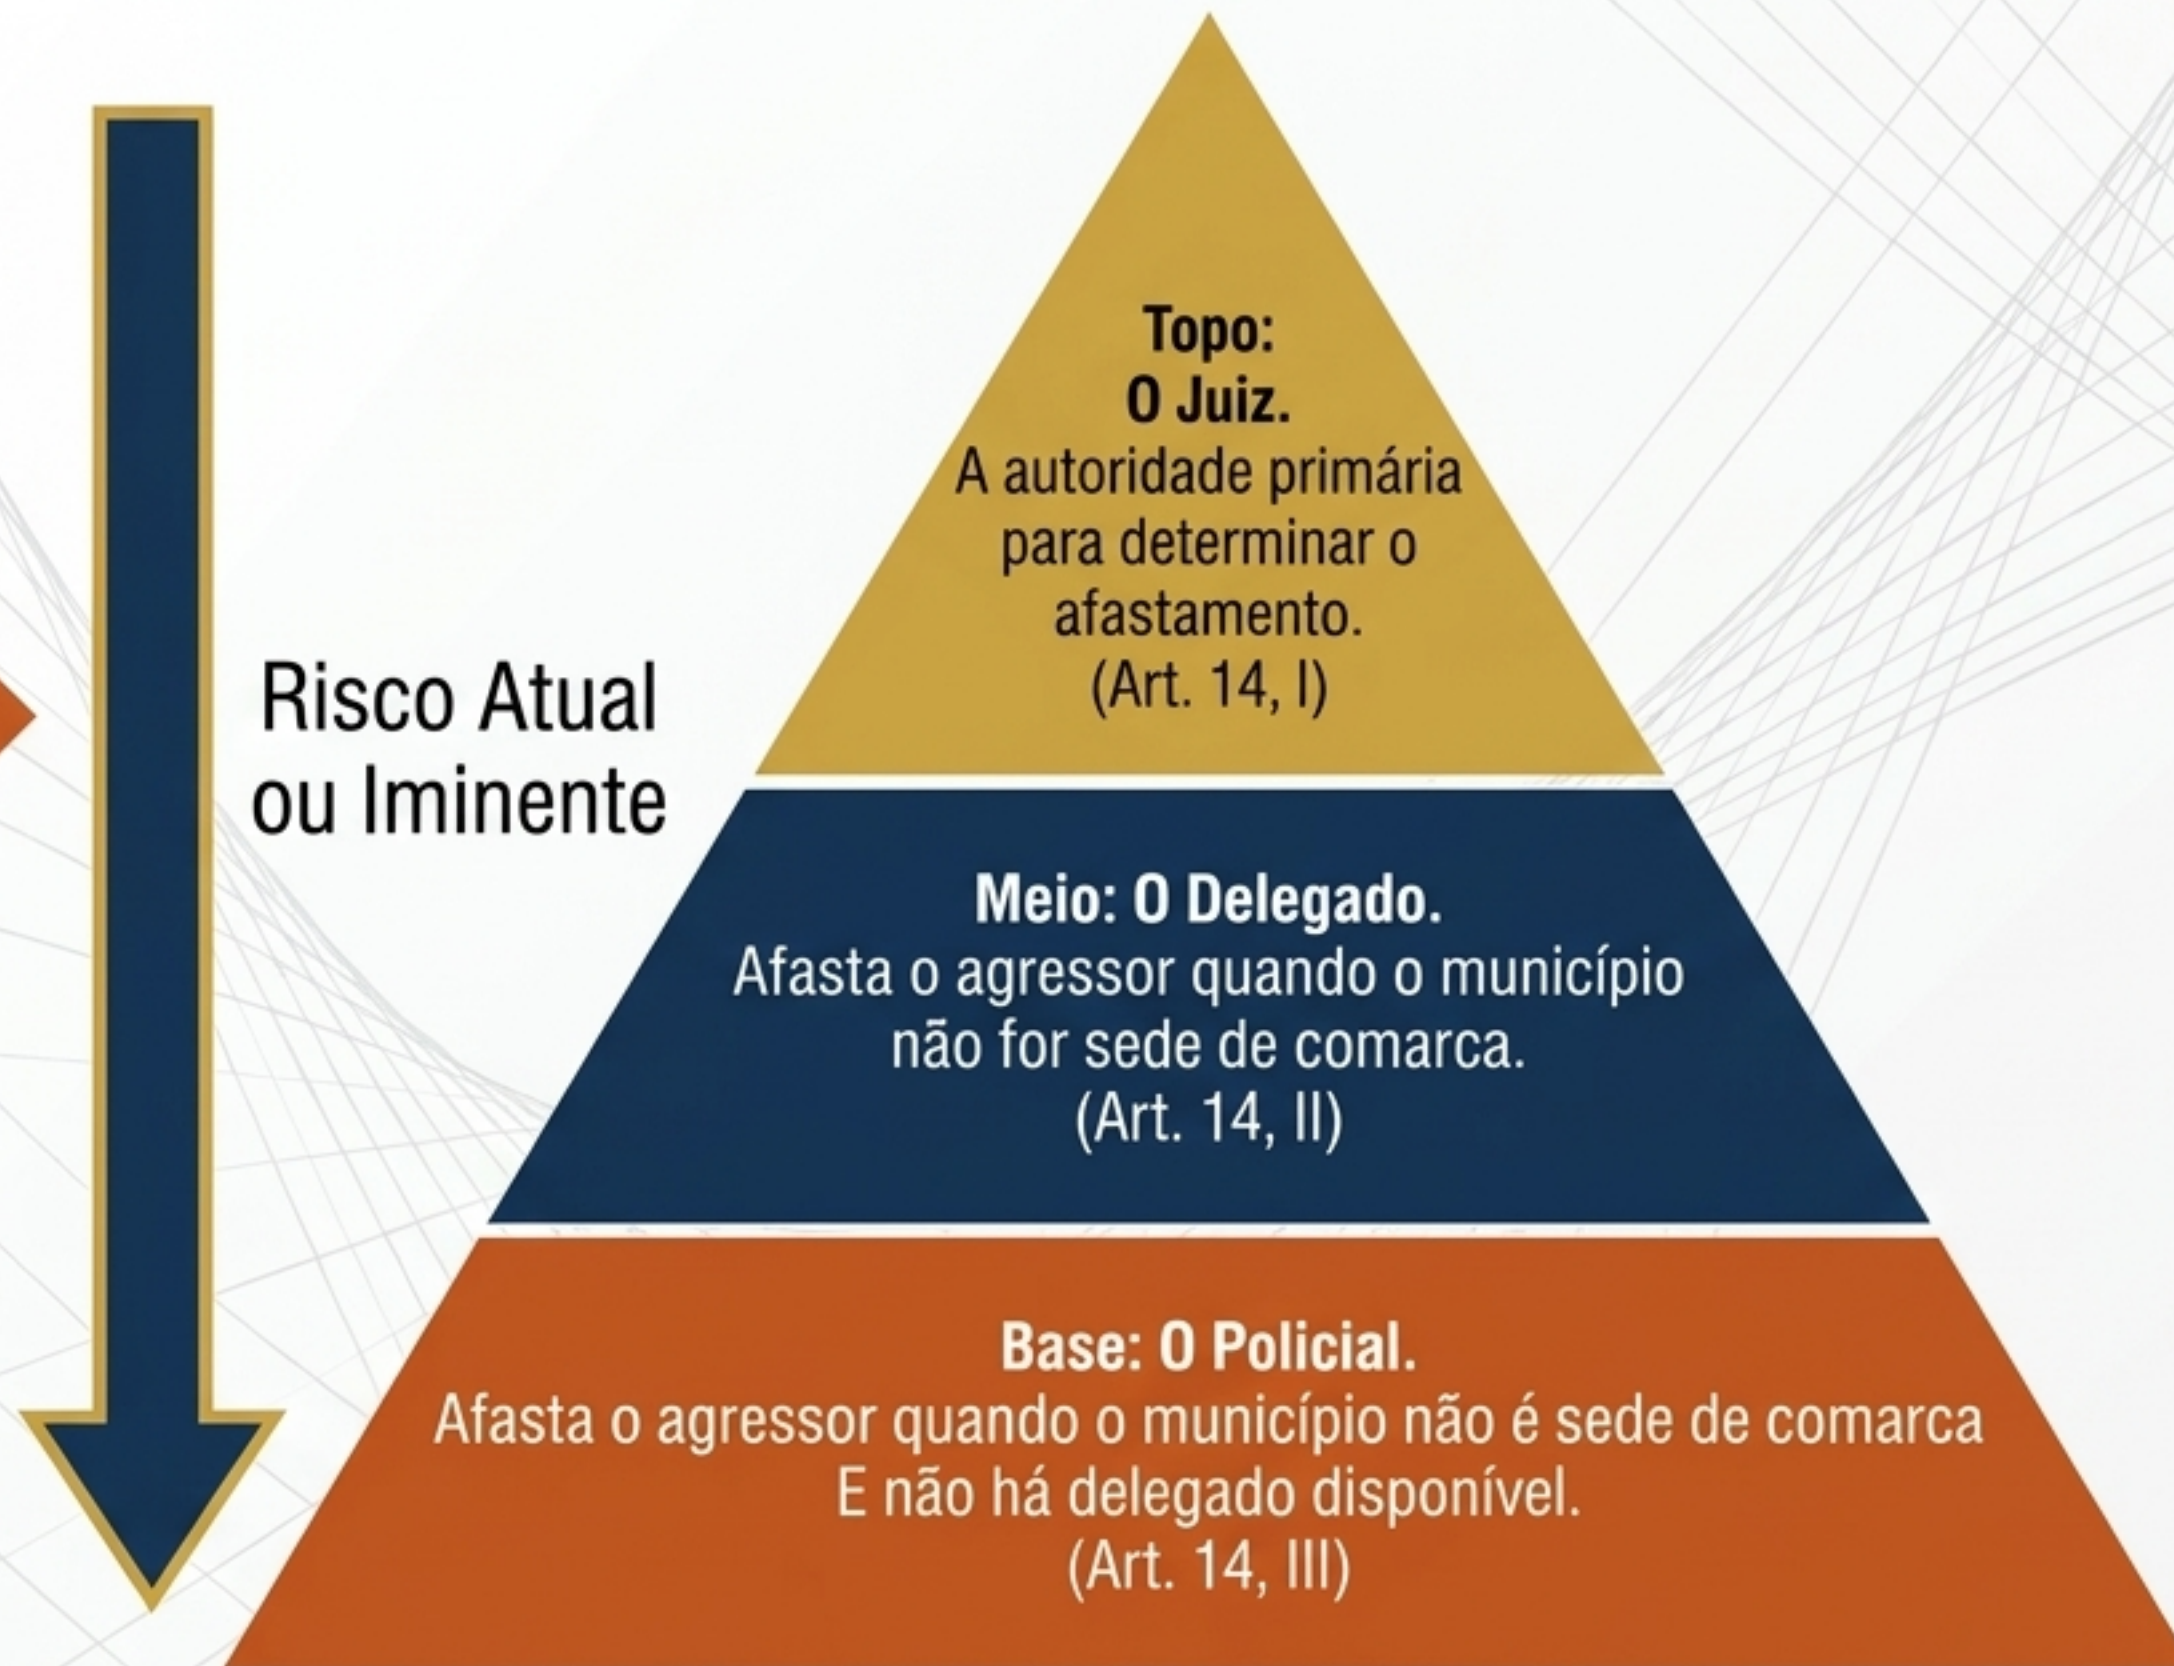 Risco Atual
ou Iminente
Topo:
O Juiz.
A autoridade primária
para determinar o
afastamento.
(Art. 14, I)
Meio: O Delegado.
Afasta o agressor quando o município
não for sede de comarca.
(Art. 14, II)
Base: O Policial.
Afasta o agressor quando o município não é sede de comarca
E não há delegado disponível.
(Art. 14, III)